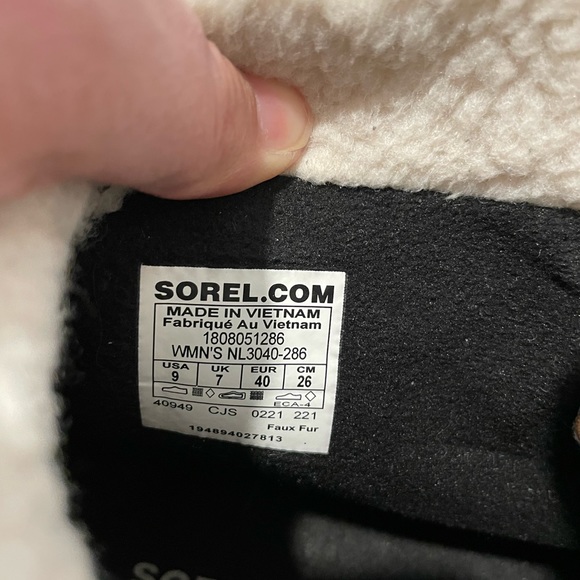 SOREL.COM
MADE IN VIETNAM
Fabriqué Au Vietnam
1808051286
WMN'S NL3040-286
USA UK EUR CM
9 7 40 26
ECA-4
40949 CJS 0221 221
Faux Fur
194894027813